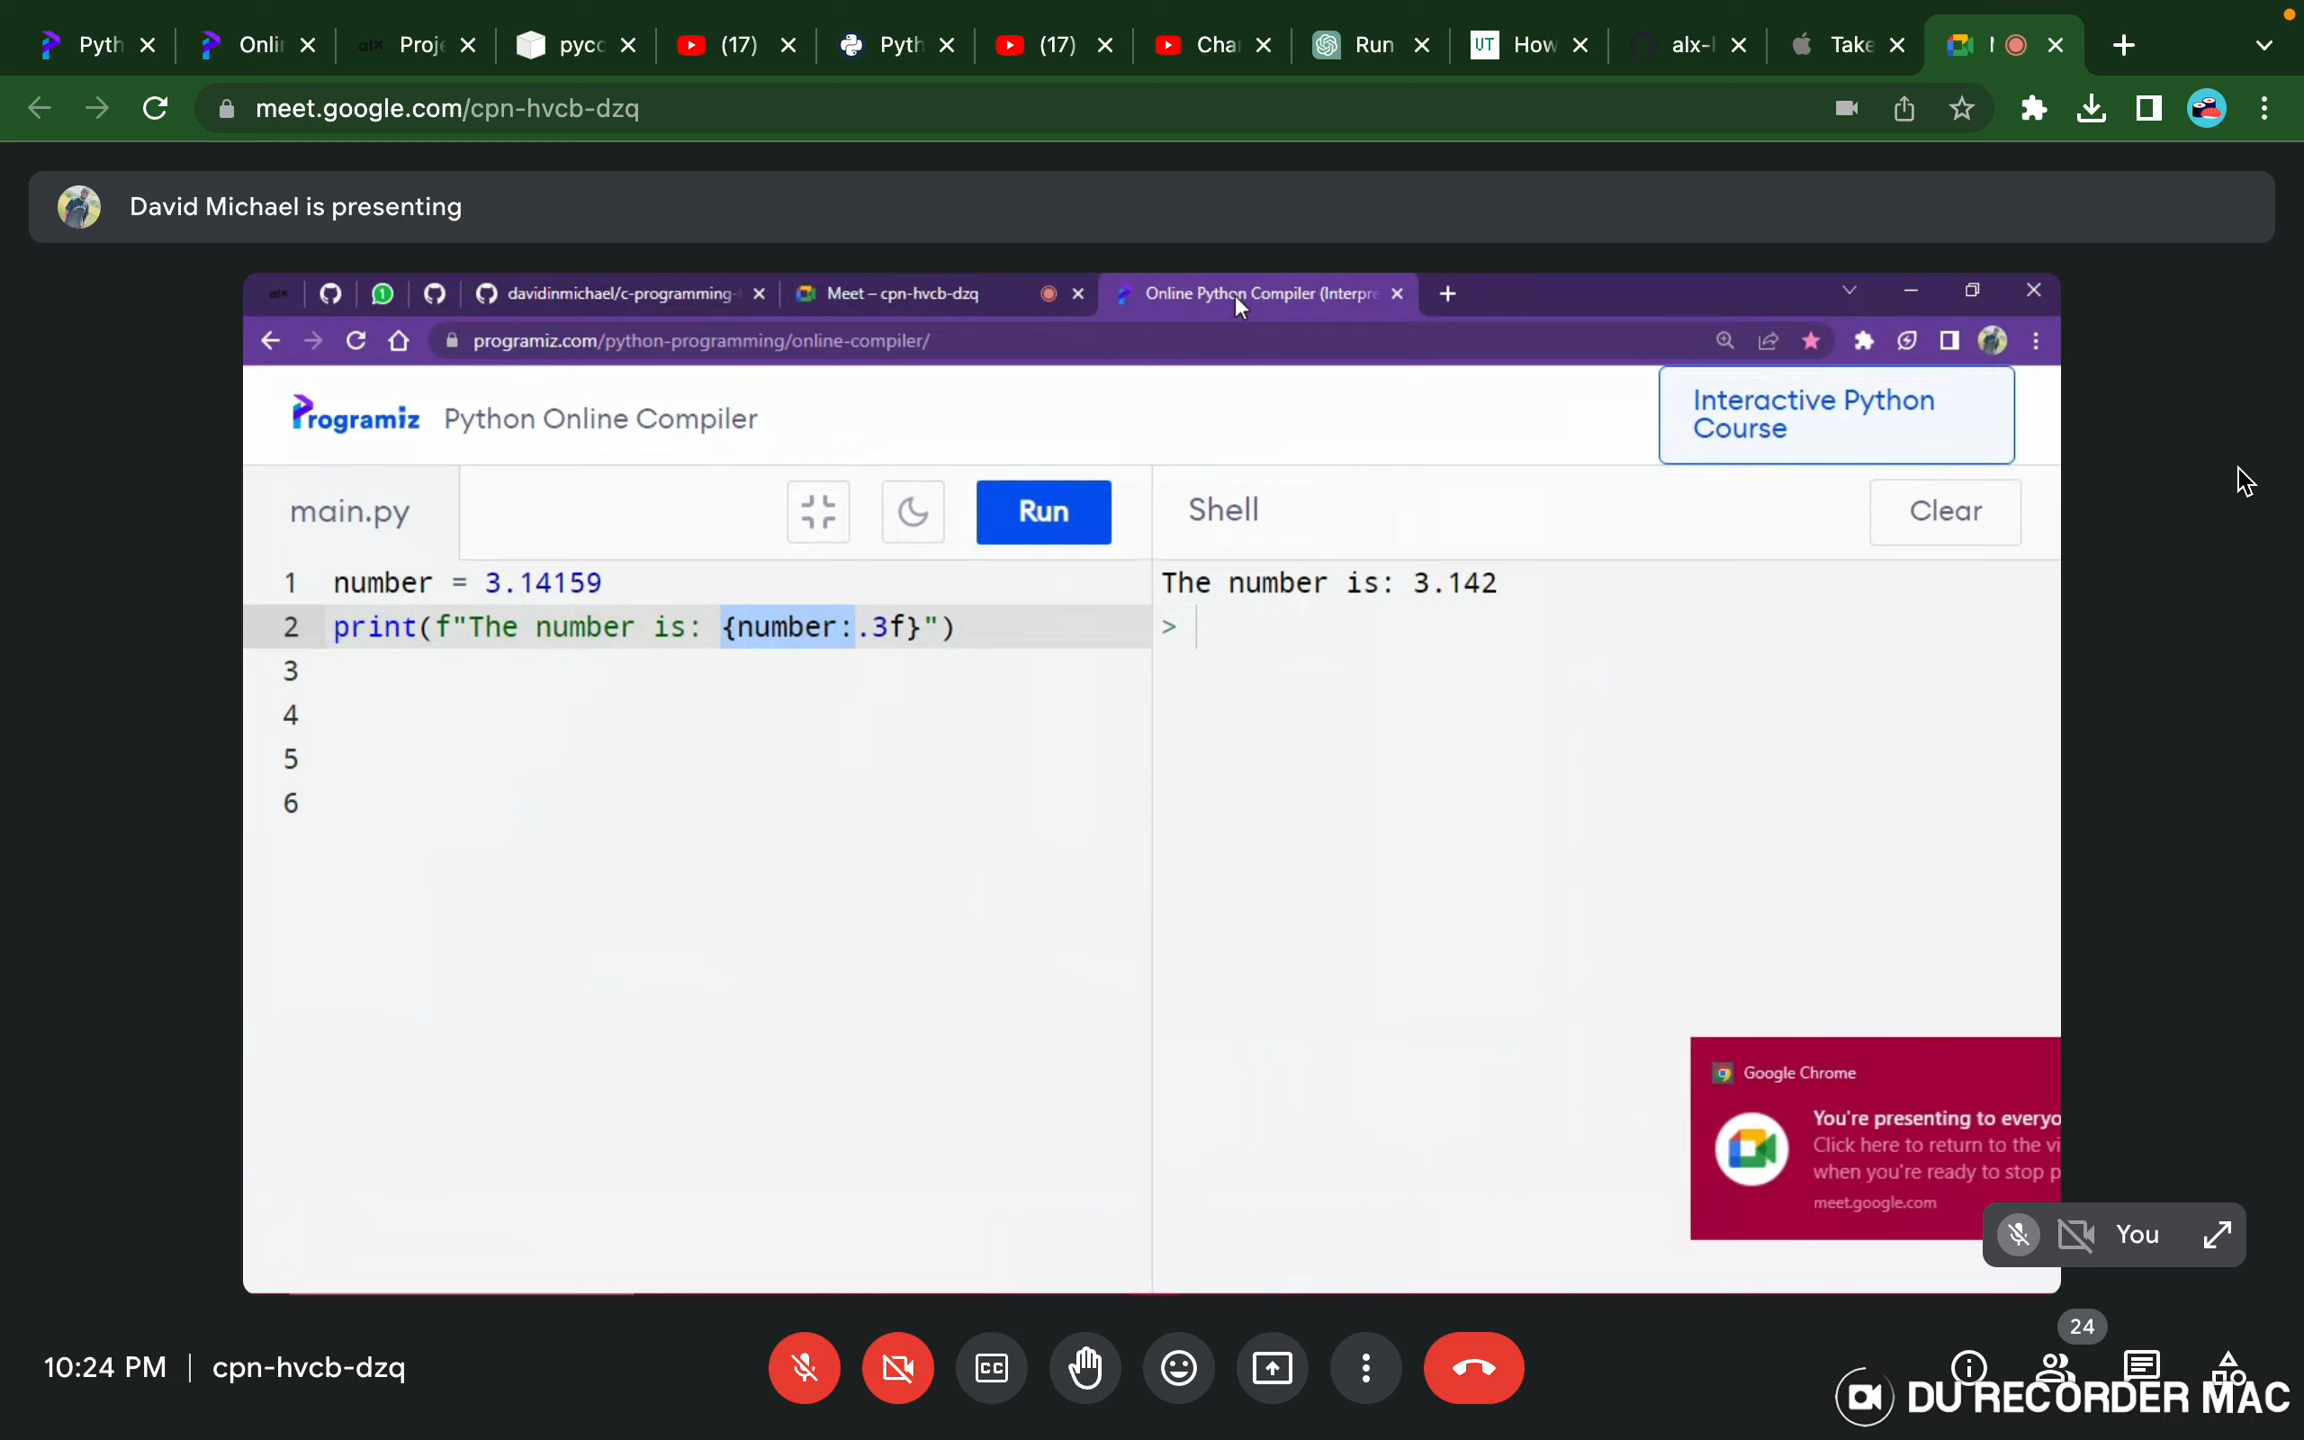 Pyth Onlin Proje pyco (17) Pyth (17) Cha Run UT How alx-l Take
meet.google.com/cpn-hvcb-dzq
David Michael is presenting
davidinmichael/c-programming- Meet – cpn-hvcb-dzq Online Python Compiler (Interpre
programiz.com/python-programming/online-compiler/
Programiz Python Online Compiler
Interactive Python
Course
main.py Run Shell Clear
1 number = 3.14159
2 print(f"The number is: {number:.3f}")
3
4
5
6
The number is: 3.142
>
Google Chrome
You're presenting to everyo
Click here to return to the vi
when you're ready to stop p
meet.google.com
You
24
10:24 PM | cpn-hvcb-dzq
DU RECORDER MAC